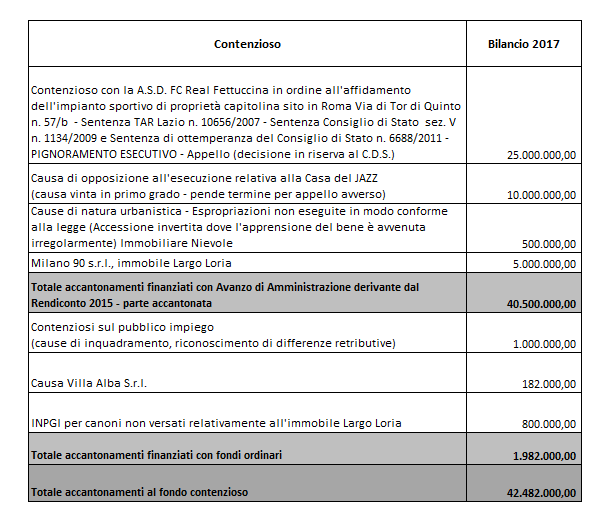 Contenzioso
Bilancio 2017
Contenzioso con la A.S.D. FC Real Fettuccina in ordine all'affidamento
dell'impianto sportivo di proprietà capitolina sito in Roma Via di Tor di Quinto
n. 57/b - Sentenza TAR Lazio n. 10656/2007 - Sentenza Consiglio di Stato sez. V
n. 1134/2009 e Sentenza di ottemperanza del Consiglio di Stato n. 6688/2011 -
PIGNORAMENTO ESECUTIVO - Appello (decisione in riserva al C.D.S.)
25.000.000,00
Causa di opposizione all'esecuzione relativa alla Casa del JAZZ
(causa vinta in primo grado - pende termine per appello avverso)
10.000.000,00
Cause di natura urbanistica - Espropriazioni non eseguite in modo conforme
alla legge (Accessione invertita dove l'apprensione del bene è avvenuta
irregolarmente) Immobiliare Nievole
500.000,00
Milano 90 s.r.l., immobile Largo Loria
5.000.000,00
Totale accantonamenti finanziati con Avanzo di Amministrazione derivante dal
Rendiconto 2015 - parte accantonata
40.500.000,00
Contenziosi sul pubblico impiego
(cause di inquadramento, riconoscimento di differenze retributive)
1.000.000,00
Causa Villa Alba S.r.l.
182.000,00
INPGI per canoni non versati relativamente all'immobile Largo Loria
800.000,00
Totale accantonamenti finanziati con fondi ordinari
1.982.000,00
Totale accantonamenti al fondo contenzioso
42.482.000,00